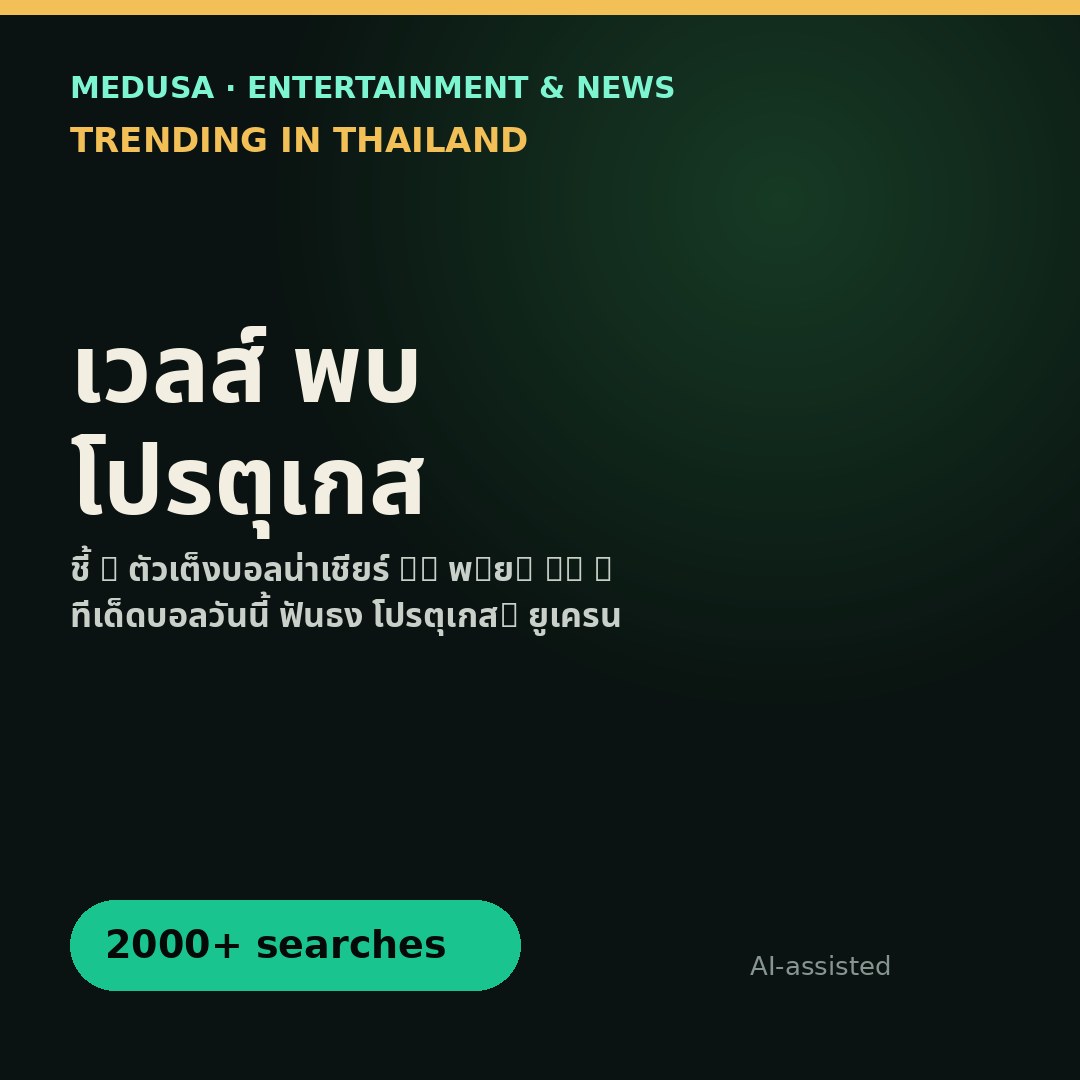 MEDUSA · ENTERTAINMENT & NEWS
TRENDING IN THAILAND
เวลส์ พบ
โปรตุเกส
ชี้ ตัวเต็งบอลน่าเชียร์
ทีเด็ดบอลวันนี้ ฟันธง โปรตุเกส ยูเครน
2000+ searches
AI-assisted